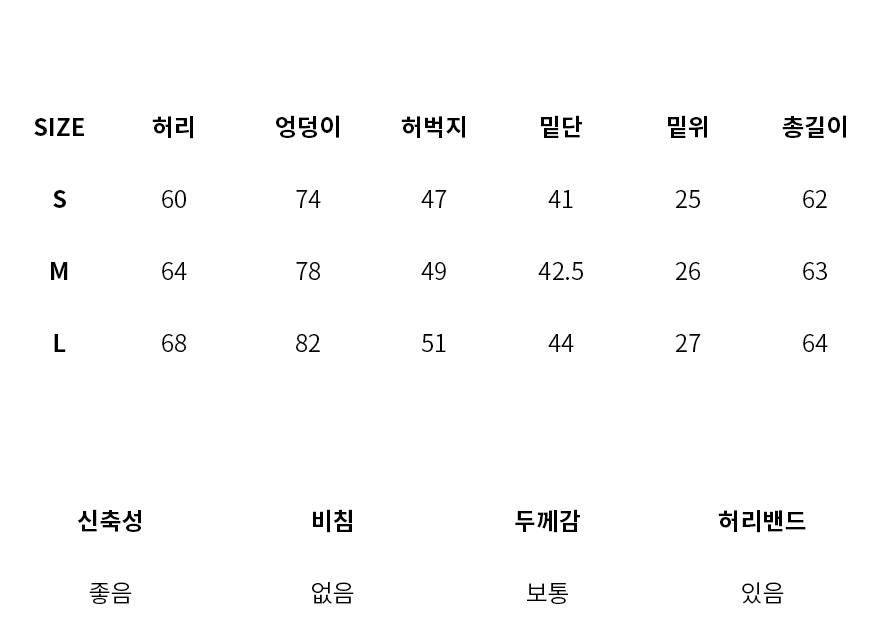 SIZE 허리 엉덩이 허벅지 밑단 밑위 총길이
S 60 74 47 41 25 62
M 64 78 49 42.5 26 63
L 68 82 51 44 27 64
신축성 비침 두께감 허리밴드
좋음 없음 보통 있음